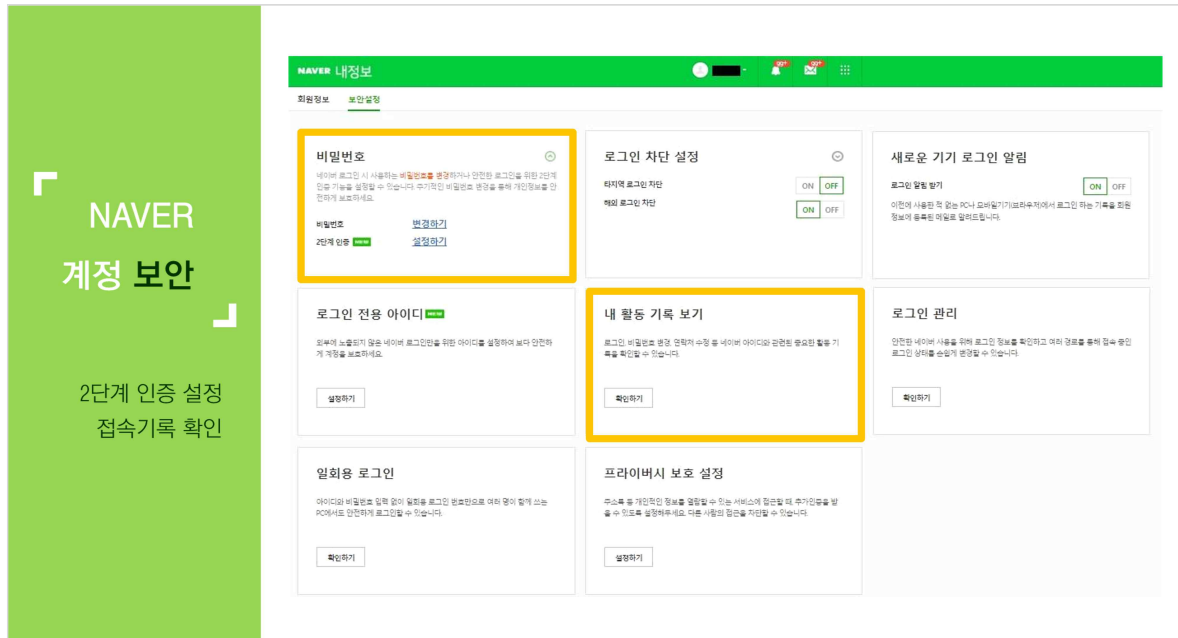 NAVER
계정 보안
2단계 인증 설정
접속기록 확인
NAVER 내정보
99+
99+
회원정보 보안설정
비밀번호
네이버 로그인 시 사용하는 비밀번호를 변경하거나 안전한 로그인을 위한 2단계
인증 기능을 설정할 수 있습니다. 주기적인 비밀번호 변경을 통해 개인정보를 안
전하게 보호하세요.
비밀번호 변경하기
2단계 인증 NEW 설정하기
로그인 차단 설정
타지역 로그인 차단 ON OFF
해외 로그인 차단 ON OFF
새로운 기기 로그인 알림
로그인 알림 받기 ON OFF
이전에 사용한 적 없는 PC나 모바일기기(브라우저)에서 로그인 하는 기록을 회원
정보에 등록된 메일로 알려드립니다.
로그인 전용 아이디 NEW
외부에 노출되지 않은 네이버 로그인만을 위한 아이디를 설정하여 보다 안전하
게 계정을 보호하세요.
설정하기
내 활동 기록 보기
로그인, 비밀번호 변경, 연락처 수정 등 네이버 아이디와 관련된 중요한 활동 기
록을 확인할 수 있습니다.
확인하기
로그인 관리
안전한 네이버 사용을 위해 로그인 정보를 확인하고 여러 경로를 통해 접속 중인
로그인 상태를 손쉽게 변경할 수 있습니다.
확인하기
일회용 로그인
아이디와 비밀번호 입력 없이 일회용 로그인 번호만으로 여러 명이 함께 쓰는
PC에서도 안전하게 로그인할 수 있습니다.
확인하기
프라이버시 보호 설정
주소록 등 개인적인 정보를 열람할 수 있는 서비스에 접근할 때, 추가인증을 받
을 수 있도록 설정해두세요. 다른 사람의 접근을 차단할 수 있습니다.
설정하기